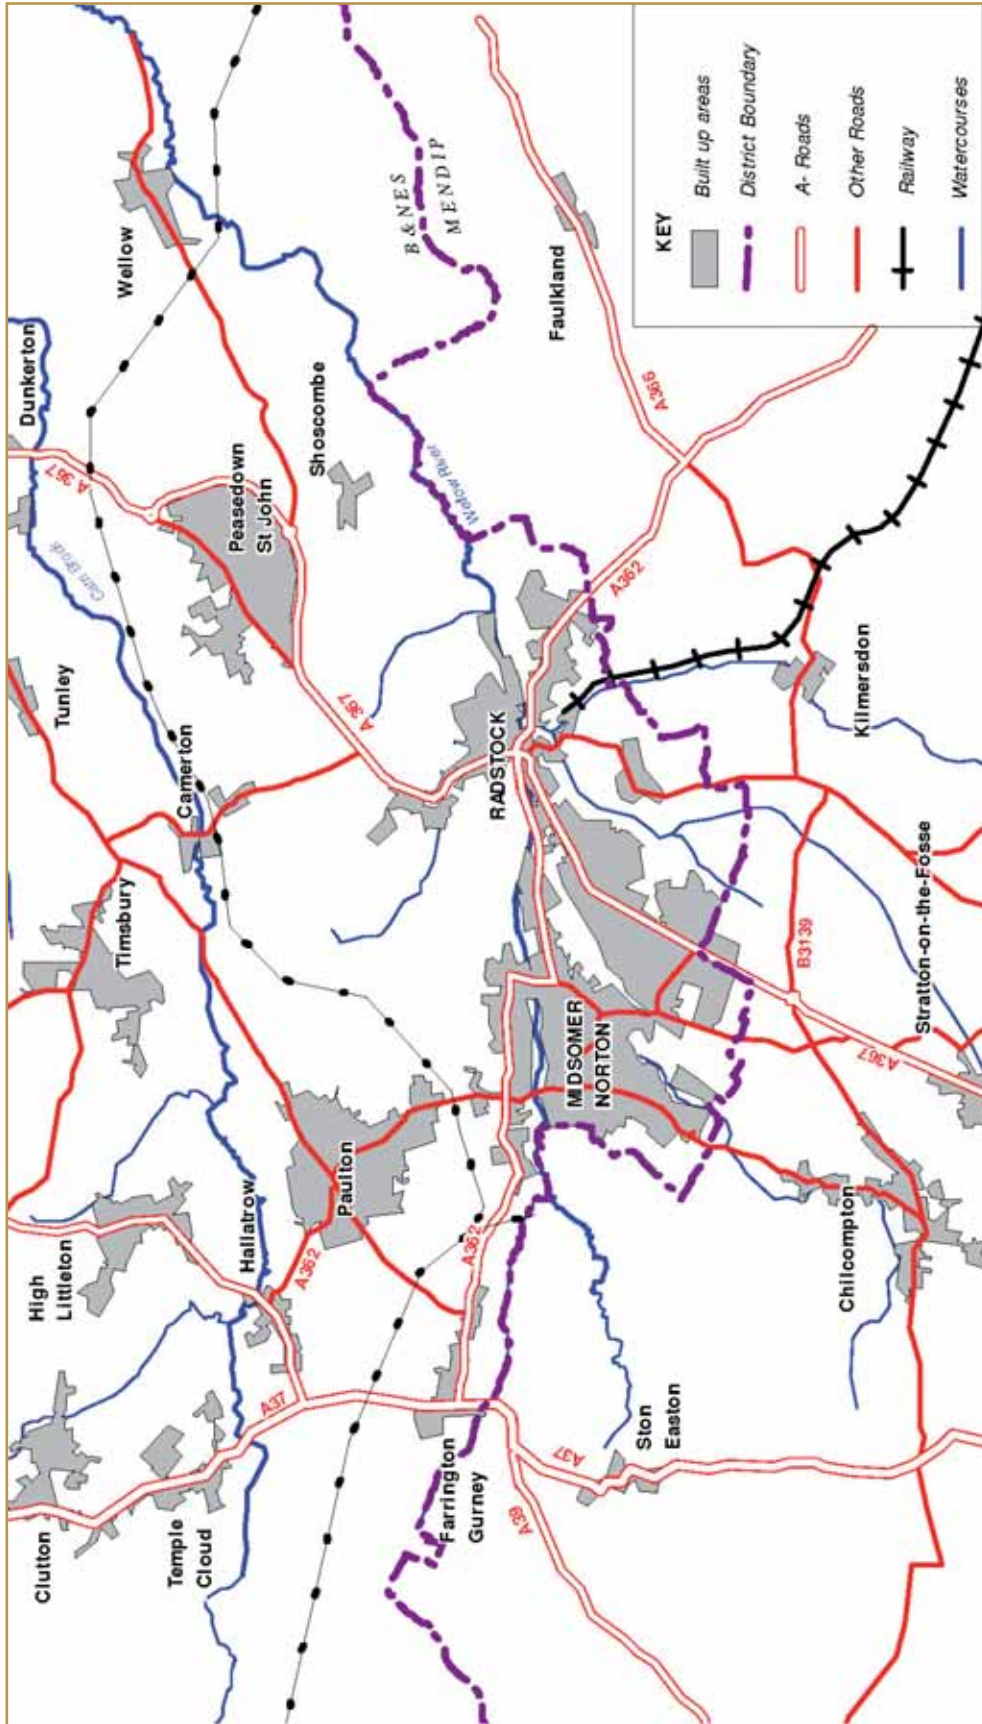 Clutton
Temple
Cloud
High
Littleton
Hallatrow
Timsbury
Tunley
Camerton
Cam Brook
Dunkerton
A 367
Wellow
Peasedown
St John
Shoscombe
A37
A362
Paulton
A 367
B&NES
MENDIP
Farrington
Gurney
A362
RADSTOCK
Wellow River
Faulkland
A366
A39
A37
Ston
Easton
MIDSOMER
NORTON
A362
Chilcompton
A367
B3139
Stratton-on-the-Fosse
Kilmersdon
KEY
Built up areas
District Boundary
A- Roads
Other Roads
Railway
Watercourses